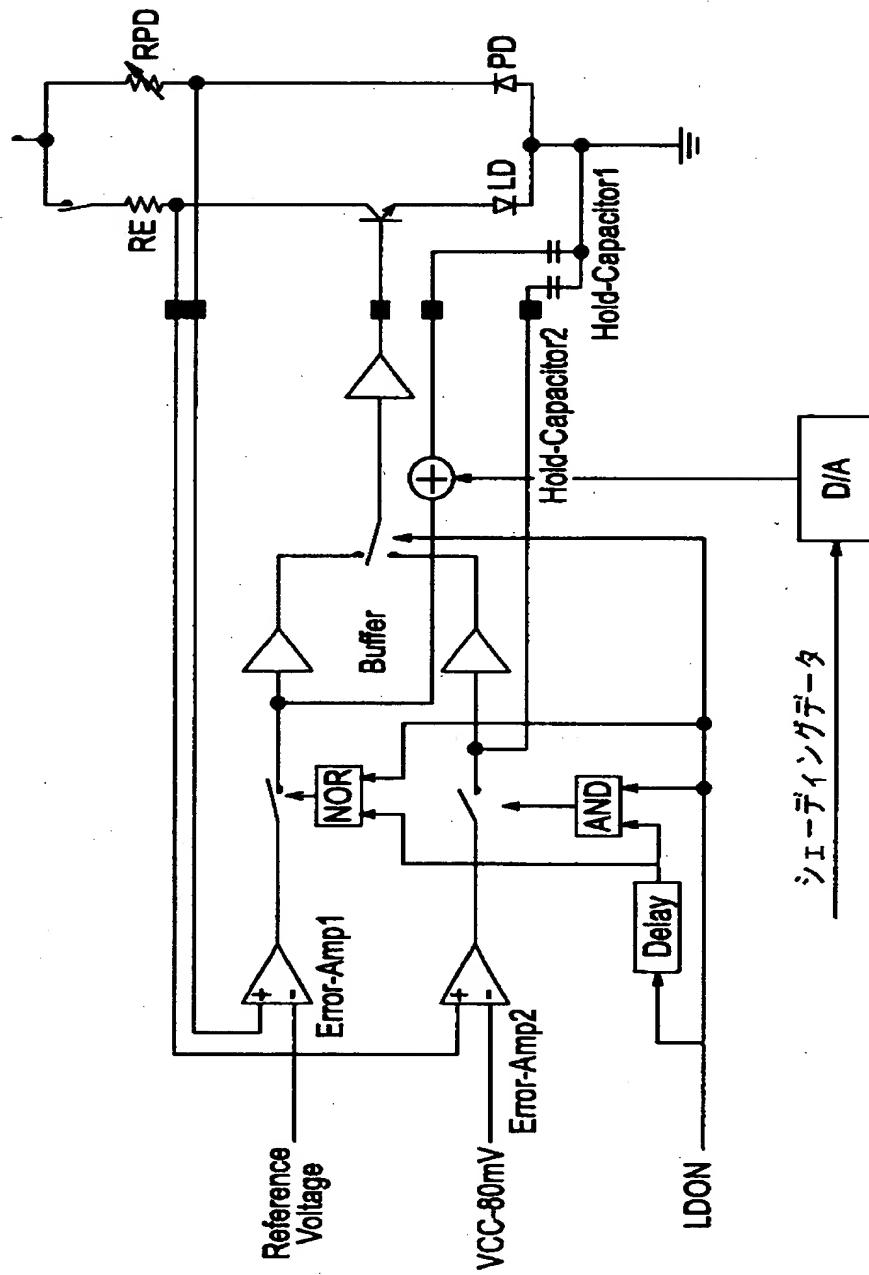 Reference
Voltage
VCC-80mV
LDON
Error-Amp1
Error-Amp2
+
-
+
-
Delay
NOR
AND
Buffer
シェーディングデータ
D/A
+
Hold-Capacitor2
Hold-Capacitor1
RE
RPD
LD
PD